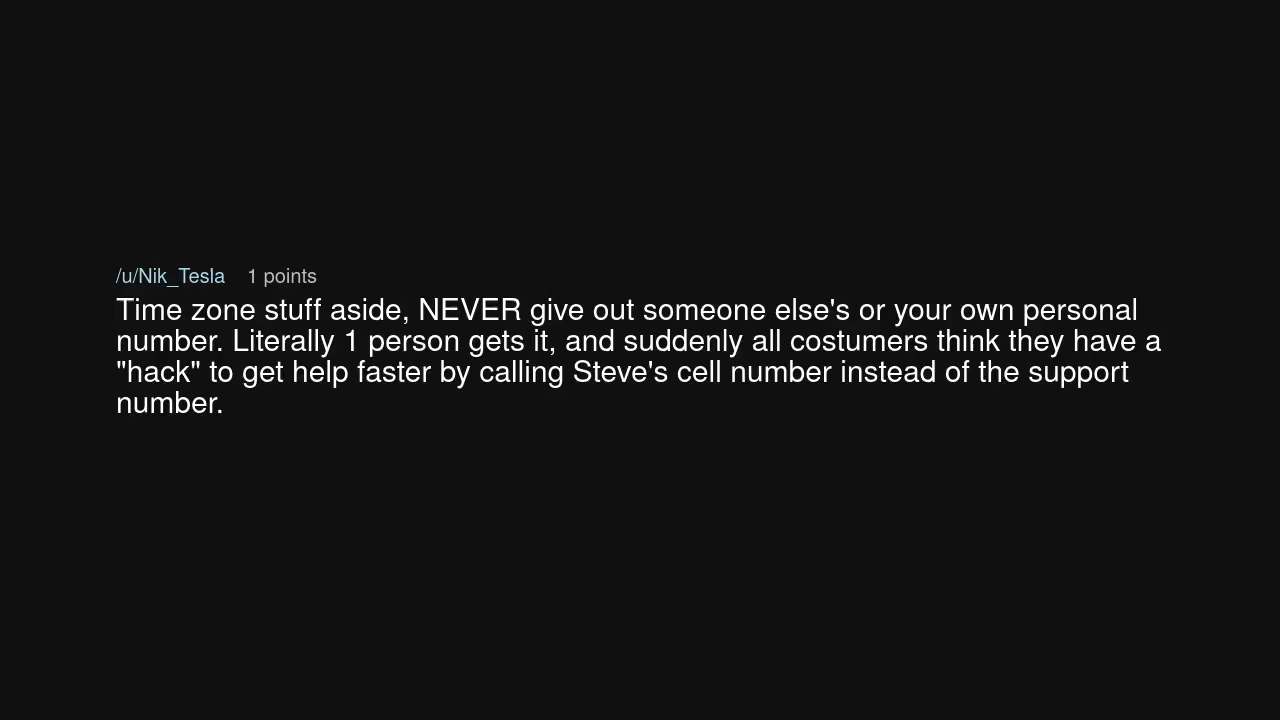 /u/Nik_Tesla 1 points
Time zone stuff aside, NEVER give out someone else's or your own personal
number. Literally 1 person gets it, and suddenly all costumers think they have a
"hack" to get help faster by calling Steve's cell number instead of the support
number.